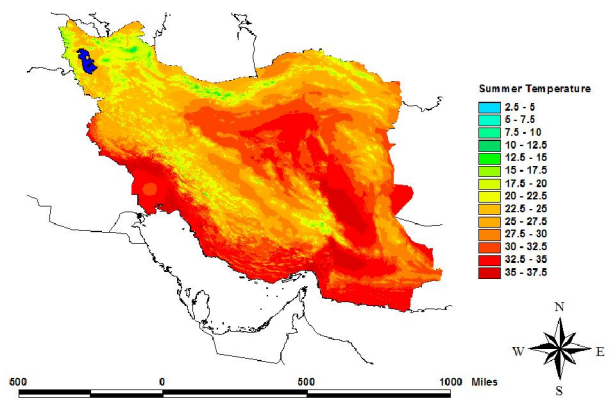 Summer Temperature
2.5 - 5
5 - 7.5
7.5 - 10
10 - 12.5
12.5 - 15
15 - 17.5
17.5 - 20
20 - 22.5
22.5 - 25
25 - 27.5
27.5 - 30
30 - 32.5
32.5 - 35
35 - 37.5
N
W E
S
500 0 500 1000 Miles